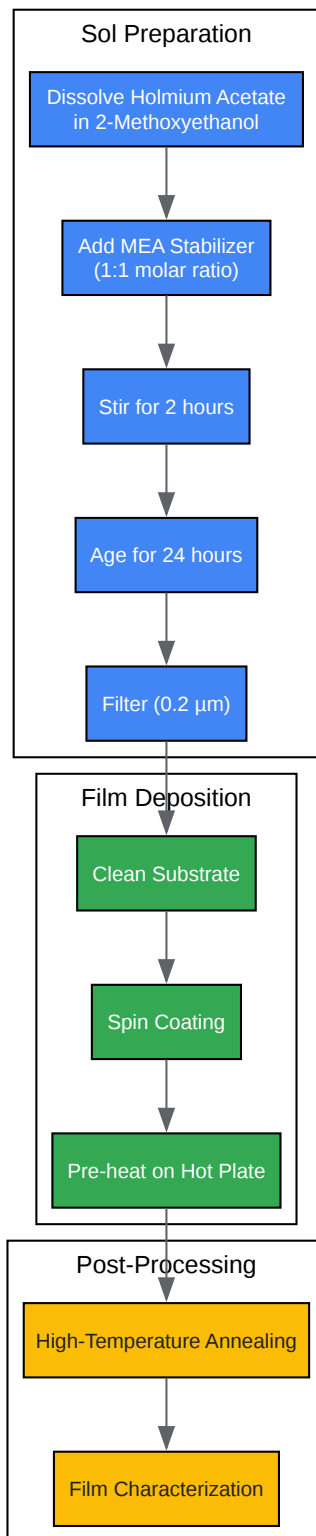 Sol Preparation
Dissolve Holmium Acetate
in 2-Methoxyethanol
Add MEA Stabilizer
(1:1 molar ratio)
Stir for 2 hours
Age for 24 hours
Filter (0.2 µm)
Film Deposition
Clean Substrate
Spin Coating
Pre-heat on Hot Plate
Post-Processing
High-Temperature Annealing
Film Characterization